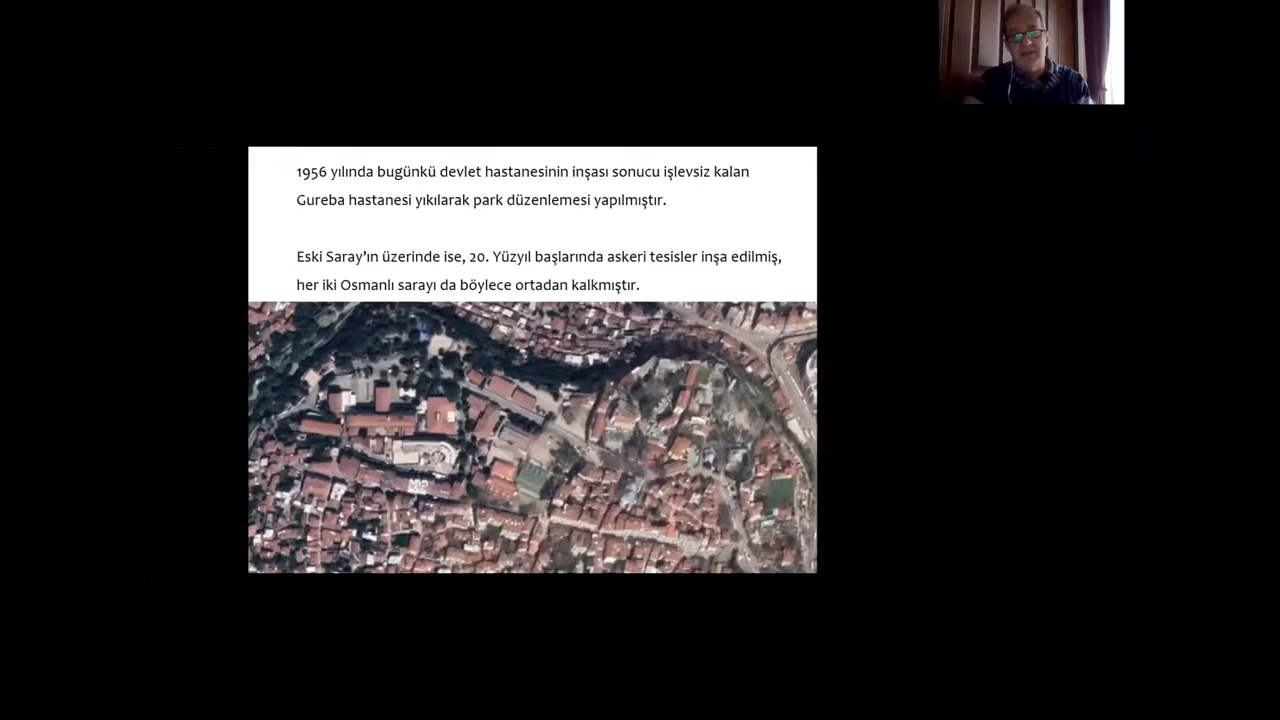 1956 yılında bugünkü devlet hastanesinin inşası sonucu işlevsiz kalan
Gureba hastanesi yıkılarak park düzenlemesi yapılmıştır.
Eski Saray’ın üzerinde ise, 20. Yüzyıl başlarında askeri tesisler inşa edilmiş,
her iki Osmanlı sarayı da böylece ortadan kalkmıştır.